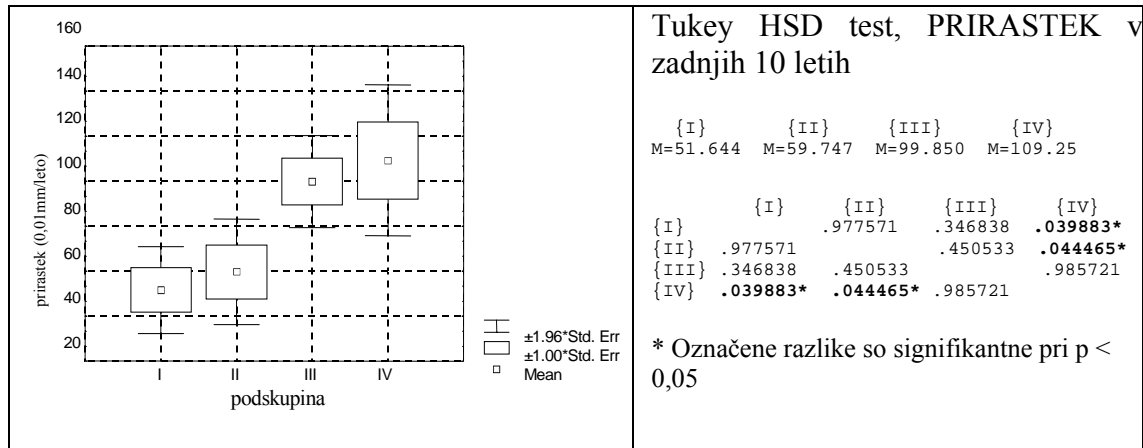 160
140
120
100
80
60
40
20
prirastek (0,01mm/leto)
I II III IV
podskupina
±1.96*Std. Err
±1.00*Std. Err
Mean
Tukey HSD test, PRIRASTEK v
zadnjih 10 letih
{I} {II} {III} {IV}
M=51.644 M=59.747 M=99.850 M=109.25
{I} {II} {III} {IV}
{I} .977571 .346838 .039883*
{II} .977571 .450533 .044465*
{III} .346838 .450533 .985721
{IV} .039883* .044465* .985721
* Označene razlike so signifikantne pri p <
0,05